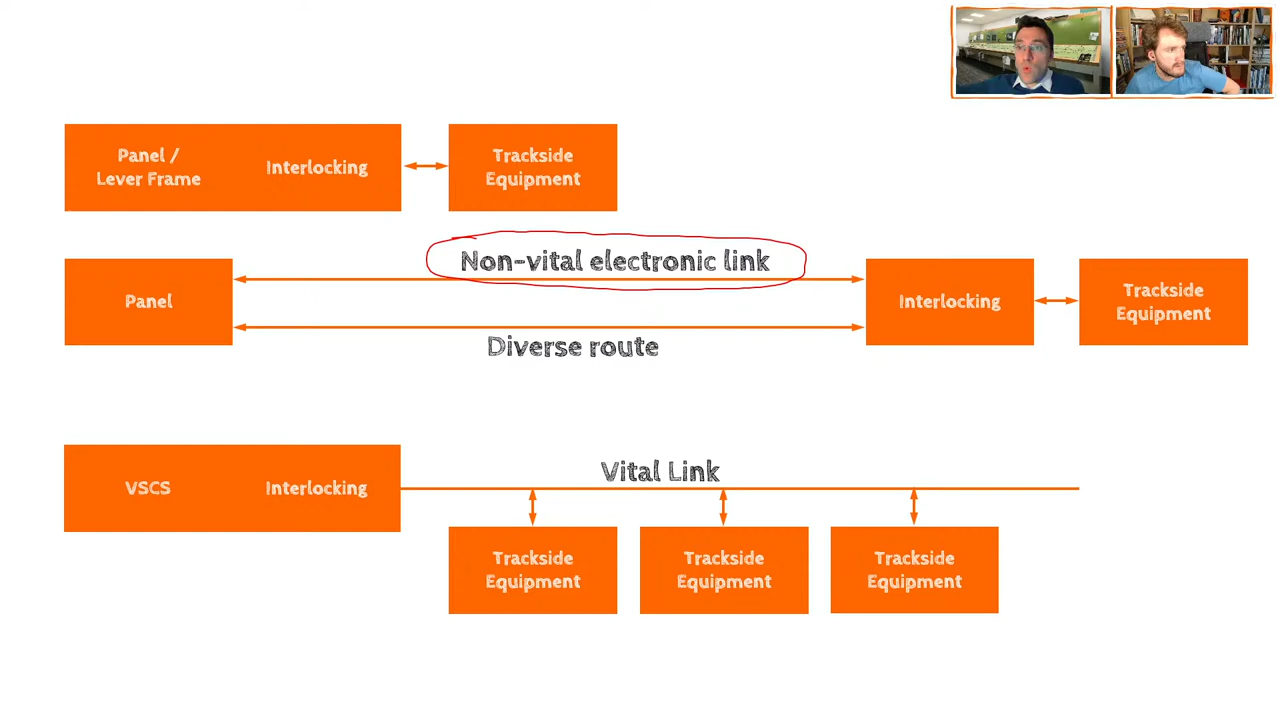 Panel /
Lever Frame
Interlocking
Trackside
Equipment
Non-vital electronic link
Panel
Interlocking
Trackside
Equipment
Diverse route
VSCS
Interlocking
Vital Link
Trackside
Equipment
Trackside
Equipment
Trackside
Equipment